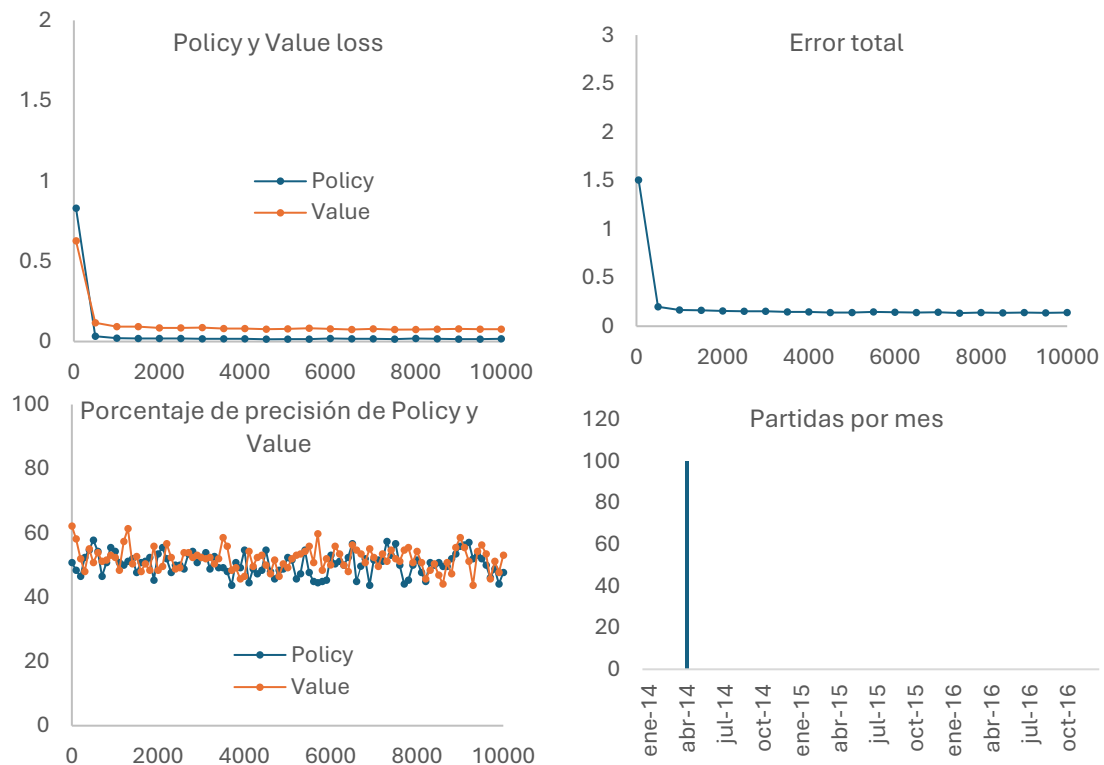 Policy y Value loss
2
1.5
1
0.5
0
Policy
Value
0 2000 4000 6000 8000 10000
Error total
3
2.5
2
1.5
1
0.5
0
0 2000 4000 6000 8000 10000
Porcentaje de precisión de Policy y
Value
100
80
60
40
20
0
Policy
Value
0 2000 4000 6000 8000 10000
Partidas por mes
120
100
80
60
40
20
0
ene-14
abr-14
jul-14
oct-14
ene-15
abr-15
jul-15
oct-15
ene-16
abr-16
jul-16
oct-16